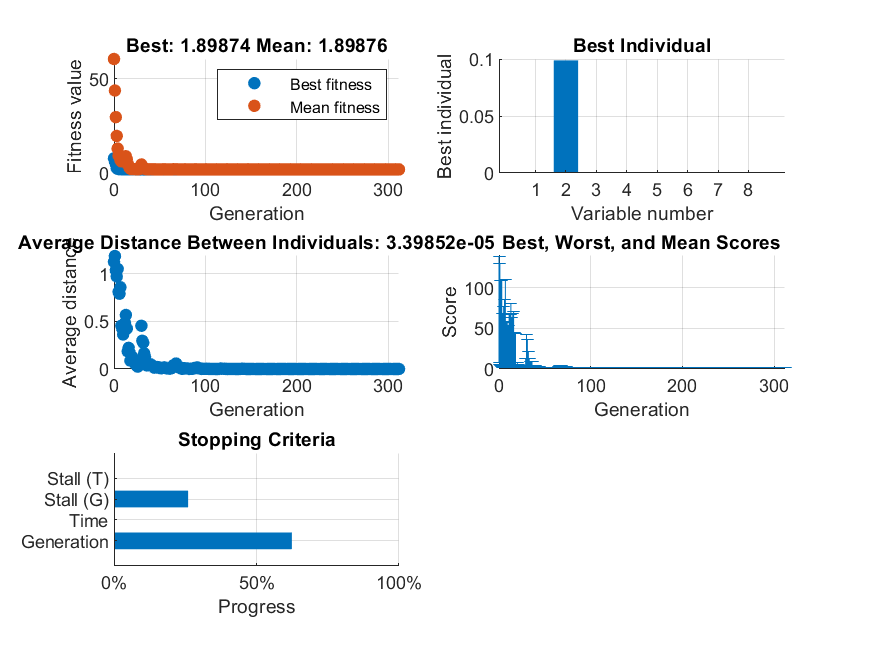 Best: 1.89874 Mean: 1.89876
Fitness value
50
0
Best fitness
Mean fitness
0 100 200 300
Generation
Best Individual
Best individual
0.1
0.05
0
1 2 3 4 5 6 7 8
Variable number
Average Distance Between Individuals: 3.39852e-05
Average distance
1
0.5
0
0 100 200 300
Generation
Best, Worst, and Mean Scores
Score
100
50
0
0 100 200 300
Generation
Stopping Criteria
Stall (T)
Stall (G)
Time
Generation
0% 50% 100%
Progress